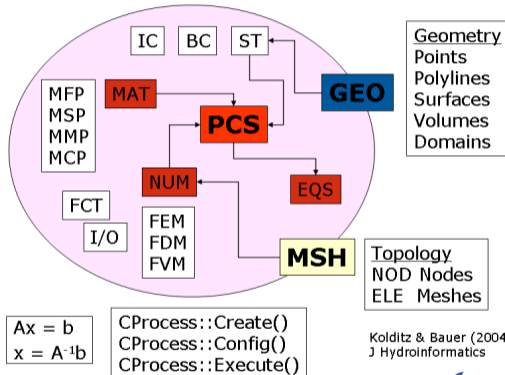 IC
BC
ST
Geometry
Points
Polylines
Surfaces
Volumes
Domains
GEO
MFP
MSP
MMP
MCP
MAT
PCS
NUM
EQS
FCT
I/O
FEM
FDM
FVM
MSH
Topology
NOD Nodes
ELE Meshes
Ax = b
x = A⁻¹b
CProcess::Create()
CProcess::Config()
CProcess::Execute()
Kolditz & Bauer (2004
J Hydroinformatics